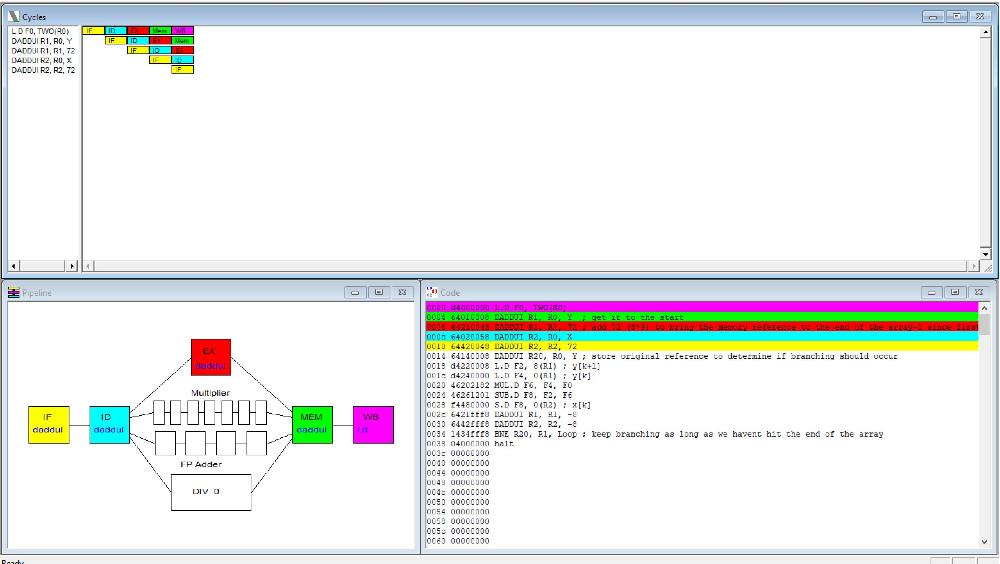 Cycles
L.D F0, TWO(R0)
IF ID EX Mem WB
DADDUI R1, R0, Y
IF ID EX Mem
DADDUI R1, R1, 72
IF ID EX
DADDUI R2, R0, X
IF ID
DADDUI R2, R2, 72
IF
Pipeline
EX
daddui
Multiplier
IF
daddui
ID
daddui
MEM
daddui
WB
l.d
FP Adder
DIV 0
LD 00
OK
Code
0000 d4000000 L.D F0, TWO(R0)
0004 64010008 DADDUI R1, R0, Y ; get it to the start
0008 64210048 DADDUI R1, R1, 72 ; add 72 (8*9) to bring the memory reference to the end of the array-1 since first
000c 64020058 DADDUI R2, R0, X
0010 64420048 DADDUI R2, R2, 72
0014 64140008 DADDUI R20, R0, Y ; store original reference to determine if branching should occur
0018 d4220008 L.D F2, 8(R1) ; y[k+1]
001c d4240000 L.D F4, 0(R1) ; y[k]
0020 46202182 MUL.D F6, F4, F0
0024 46261201 SUB.D F8, F2, F6
0028 f4480000 S.D F8, 0(R2) ; x[k]
002c 6421fff8 DADDUI R1, R1, -8
0030 6442fff8 DADDUI R2, R2, -8
0034 1434fff8 BNE R20, R1, Loop ; keep branching as long as we havent hit the end of the array
0038 04000000 halt
003c 00000000
0040 00000000
0044 00000000
0048 00000000
004c 00000000
0050 00000000
0054 00000000
0058 00000000
005c 00000000
0060 00000000
Ready